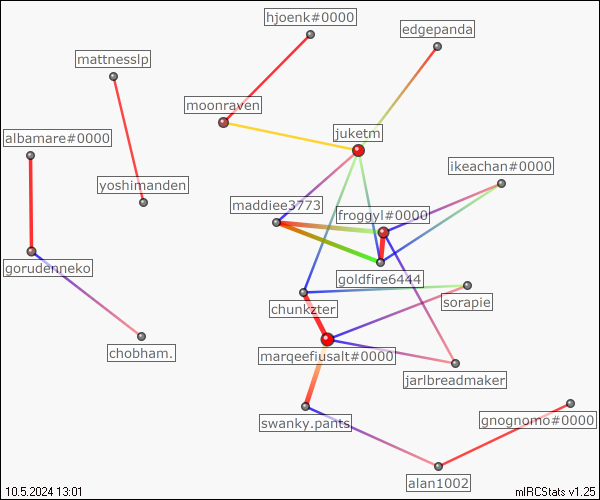 hjoenk#0000
edgepanda
mattnesslp
moonraven
juketm
albamare#0000
ikeachan#0000
yoshimanden
maddiee3773
froggyl#0000
gorudenneko
goldfire6444
chunkzter
sorapie
chobham.
marqeefiusalt#0000
jarlbreadmaker
swanky.pants
gnognomo#0000
alan1002
10.5.2024 13:01
mIRCStats v1.25